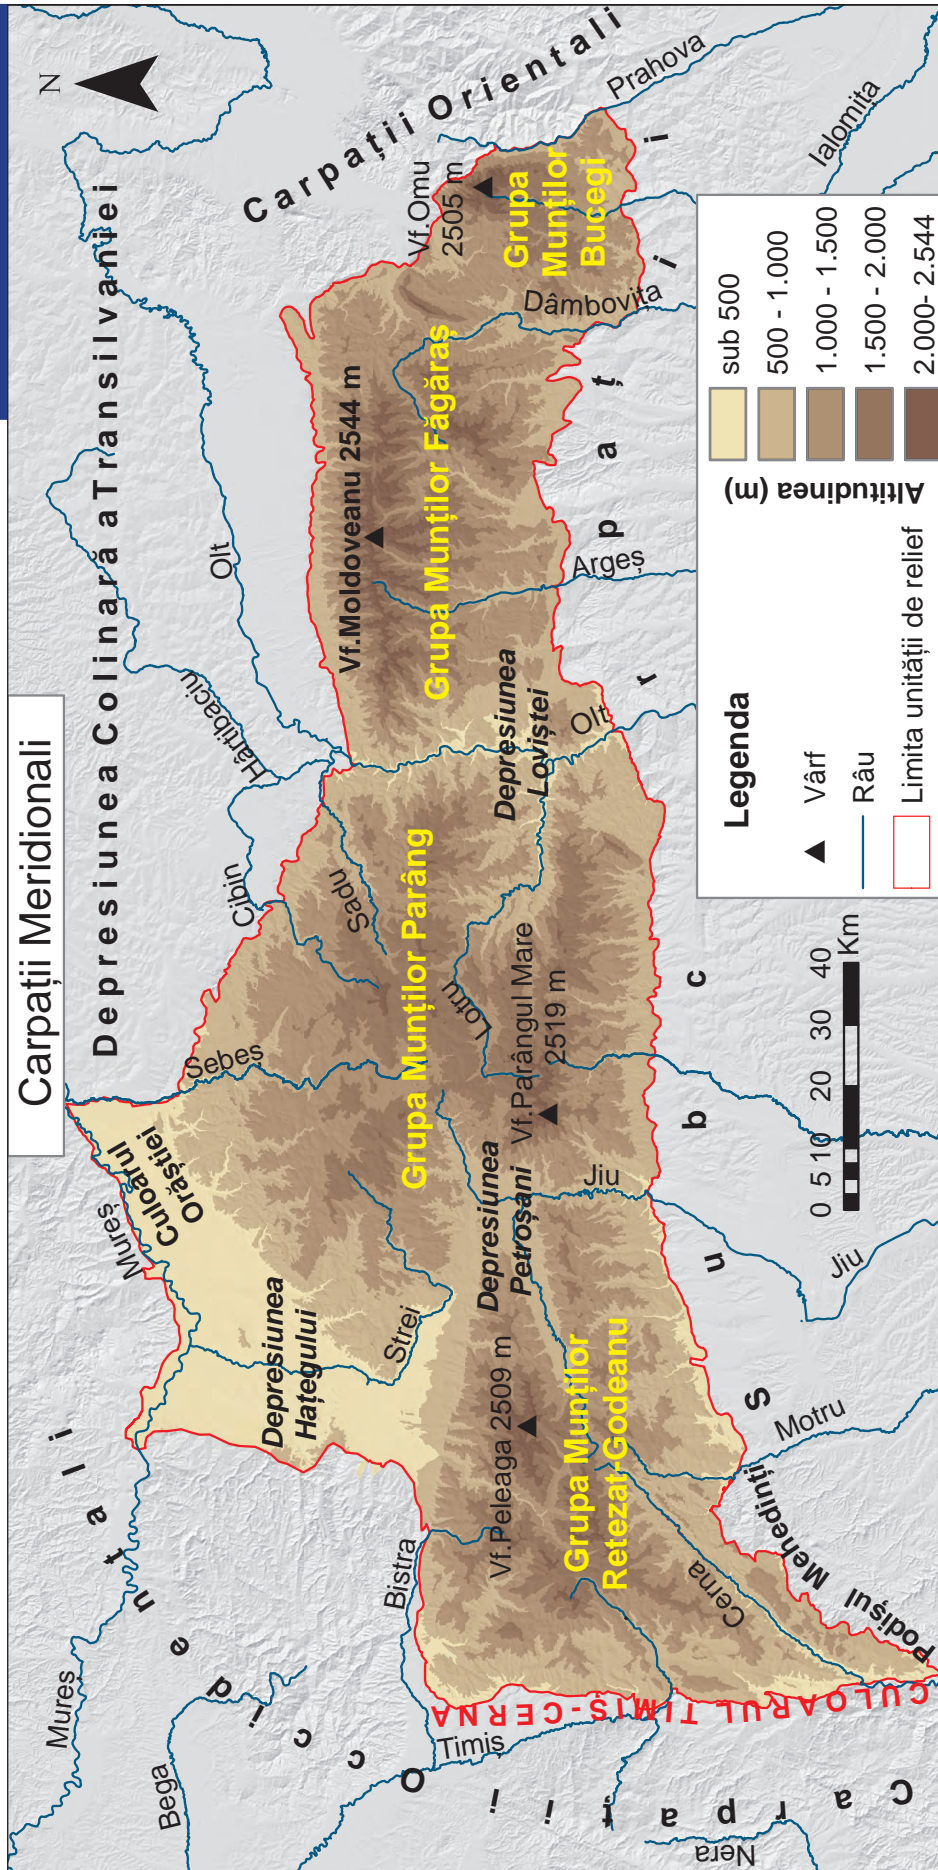 Carpații Meridionali
N
Depresiunea Colinară a Transilvaniei
Carpații Orientali
Carpații Occidentali
Subcarpații
Podișul Mehedinți
CULOARUL TIMIȘ-CERNA
Mureș
Mureș
Bega
Timiș
Nera
Bistra
Cerna
Motru
Jiu
Jiu
Strei
Sebeș
Cibin
Sadu
Hârtibaciu
Olt
Olt
Lotru
Argeș
Dâmbovița
Prahova
Ialomița
Culoarul
Orăștiei
Depresiunea
Hațegului
Depresiunea
Petroșani
Depresiunea
Loviștei
Grupa Munților
Retezat-Godeanu
Grupa Munților Parâng
Grupa Munților Făgăraș
Grupa
Munților
Bucegi
Vf.Peleaga 2509 m
Vf.Parângul Mare
2519 m
Vf.Moldoveanu 2544 m
Vf.Omu
2505 m
0 5 10 20 30 40
Km
Legenda
Vârf
Râu
Limita unității de relief
Altitudinea (m)
sub 500
500 - 1.000
1.000 - 1.500
1.500 - 2.000
2.000- 2.544